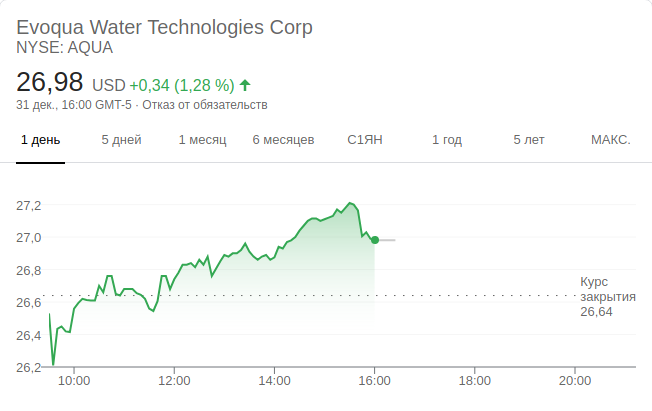 Evoqua Water Technologies Corp
NYSE: AQUA
26,98 USD +0,34 (1,28 %)
31 дек., 16:00 GMT-5 · Отказ от обязательств
1 день 5 дней 1 месяц 6 месяцев С1ЯН 1 год 5 лет МАКС.
27,2
27,0
26,8
26,6
26,4
26,2
Курс
закрытия
26,64
10:00 12:00 14:00 16:00 18:00 20:00